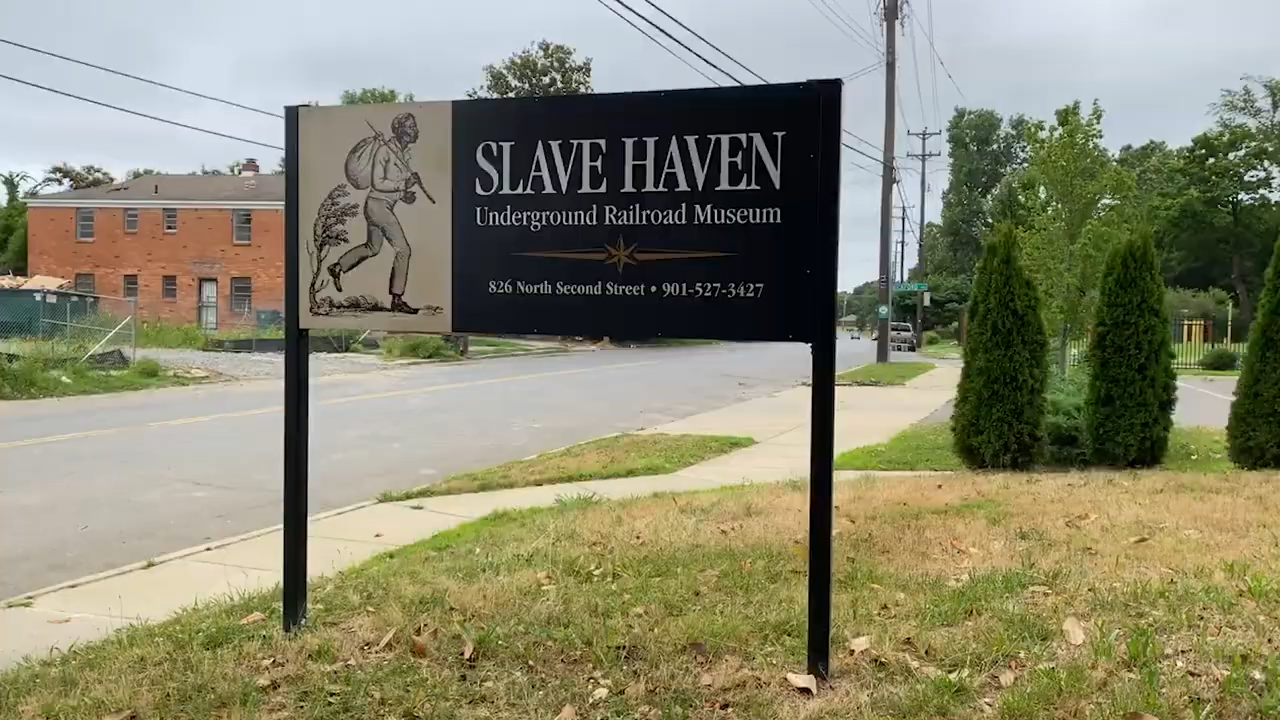 SLAVE HAVEN
Underground Railroad Museum
826 North Second Street • 901-527-3427